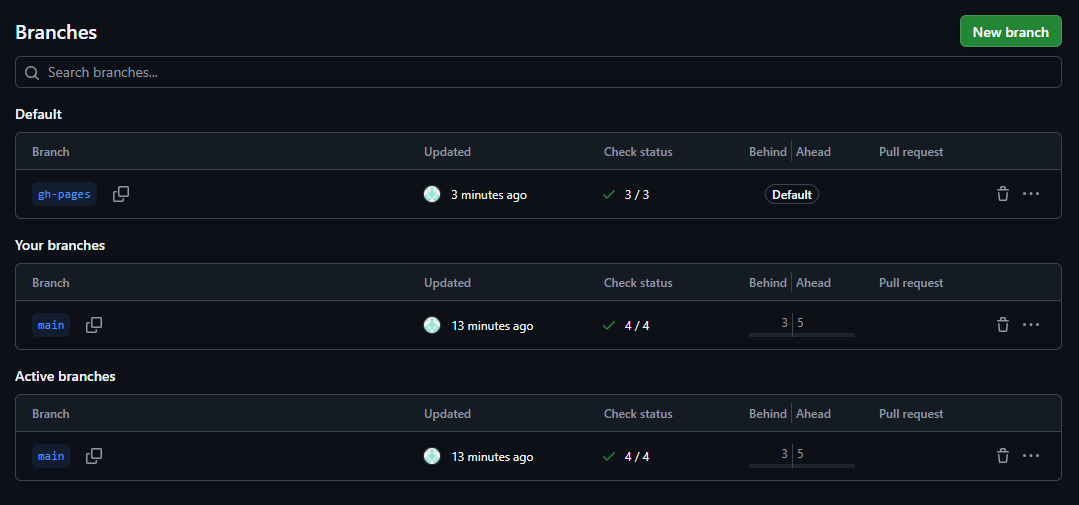 Branches
New branch
Search branches...
Default
Branch Updated Check status Behind Ahead Pull request
gh-pages 3 minutes ago 3 / 3 Default
Your branches
Branch Updated Check status Behind Ahead Pull request
main 13 minutes ago 4 / 4 3 5
Active branches
Branch Updated Check status Behind Ahead Pull request
main 13 minutes ago 4 / 4 3 5